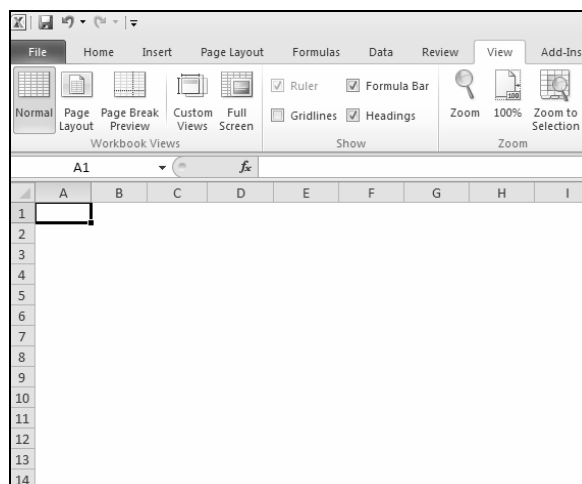 File Home Insert Page Layout Formulas Data Review View Add-Ins
Normal Page Layout Page Break Preview Custom Views Full Screen
Ruler Formula Bar
Gridlines Headings
Zoom 100% Zoom to Selection
100
Workbook Views Show Zoom
A1 fx
A B C D E F G H I
1
2
3
4
5
6
7
8
9
10
11
12
13
14